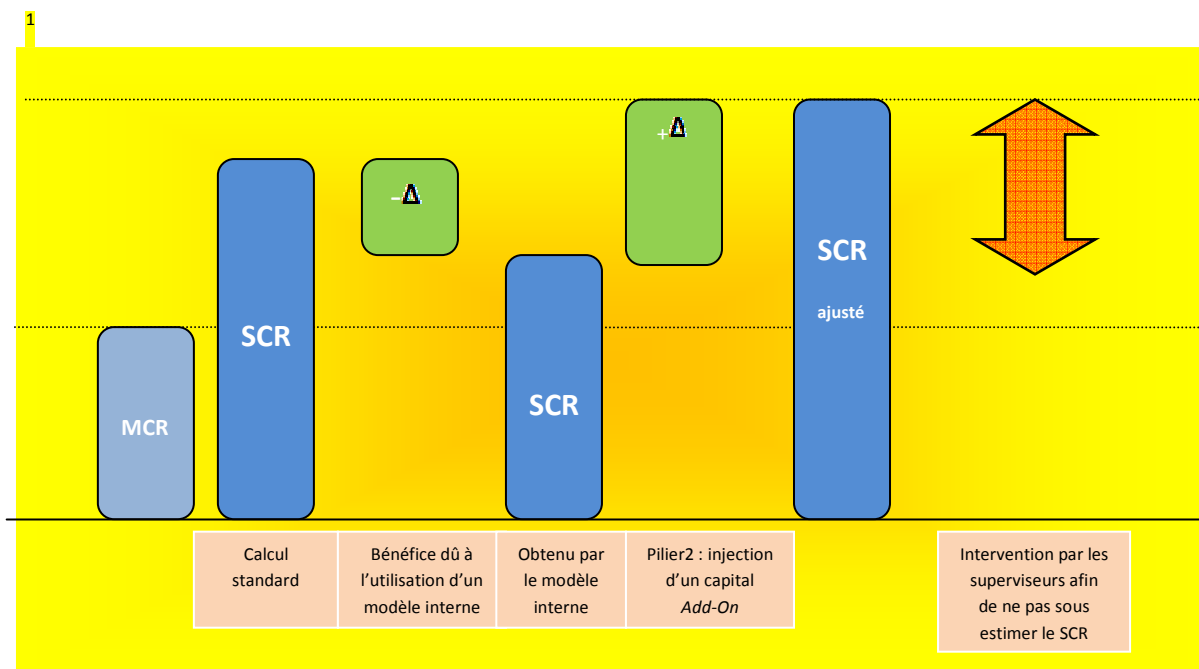 1
+Δ
-Δ
SCR
ajusté
SCR
SCR
MCR
Calcul
standard
Bénéfice dû à
l’utilisation d’un
modèle interne
Obtenu par
le modèle
interne
Pilier2 : injection
d’un capital
Add-On
Intervention par les
superviseurs afin
de ne pas sous
estimer le SCR